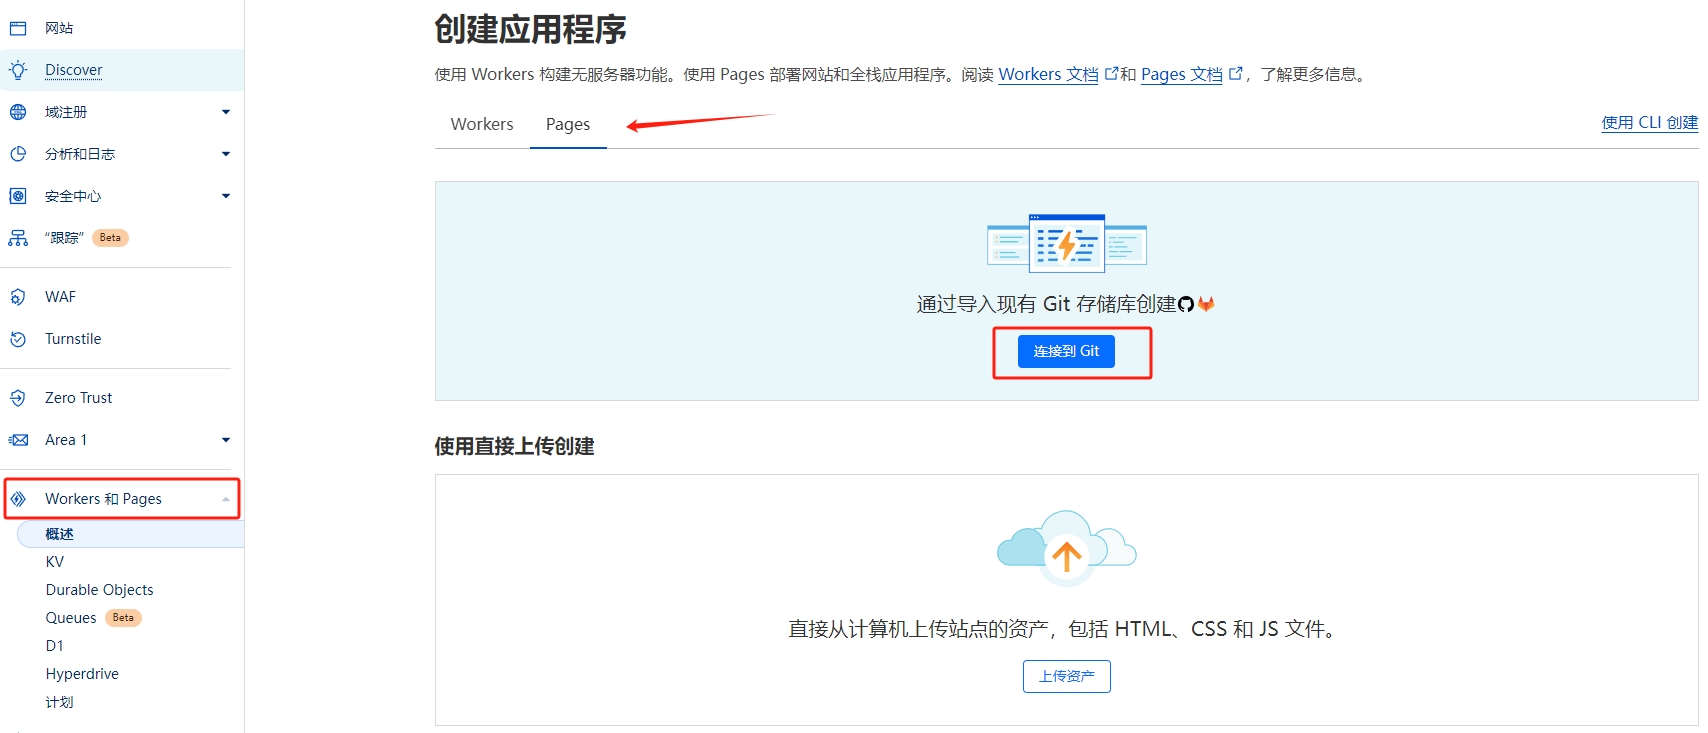 网站
Discover
域注册
分析和日志
安全中心
“跟踪” Beta
WAF
Turnstile
Zero Trust
Area 1
Workers 和 Pages
概述
KV
Durable Objects
Queues Beta
D1
Hyperdrive
计划
创建应用程序
使用 Workers 构建无服务器功能。使用 Pages 部署网站和全栈应用程序。阅读 Workers 文档 和 Pages 文档 ，了解更多信息。
Workers Pages
使用 CLI 创建
通过导入现有 Git 存储库创建
连接到 Git
使用直接上传创建
直接从计算机上传站点的资产，包括 HTML、CSS 和 JS 文件。
上传资产